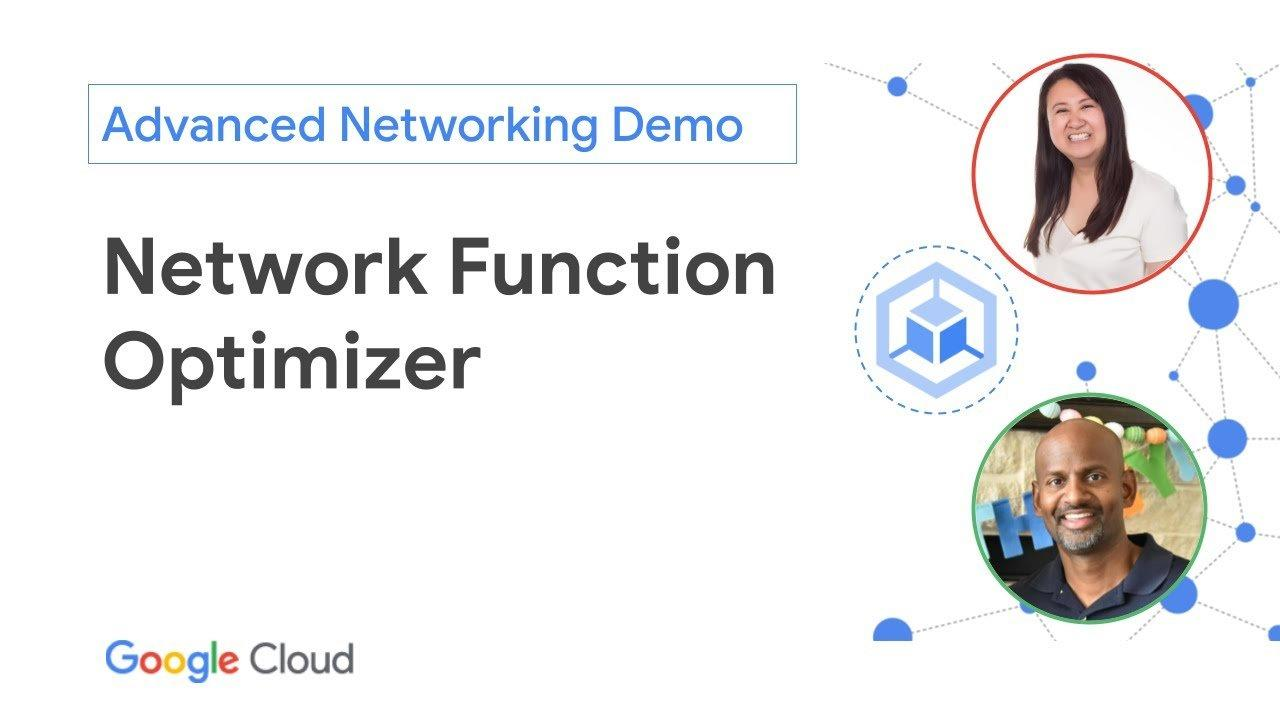 Advanced Networking Demo
Network Function
Optimizer
Google Cloud